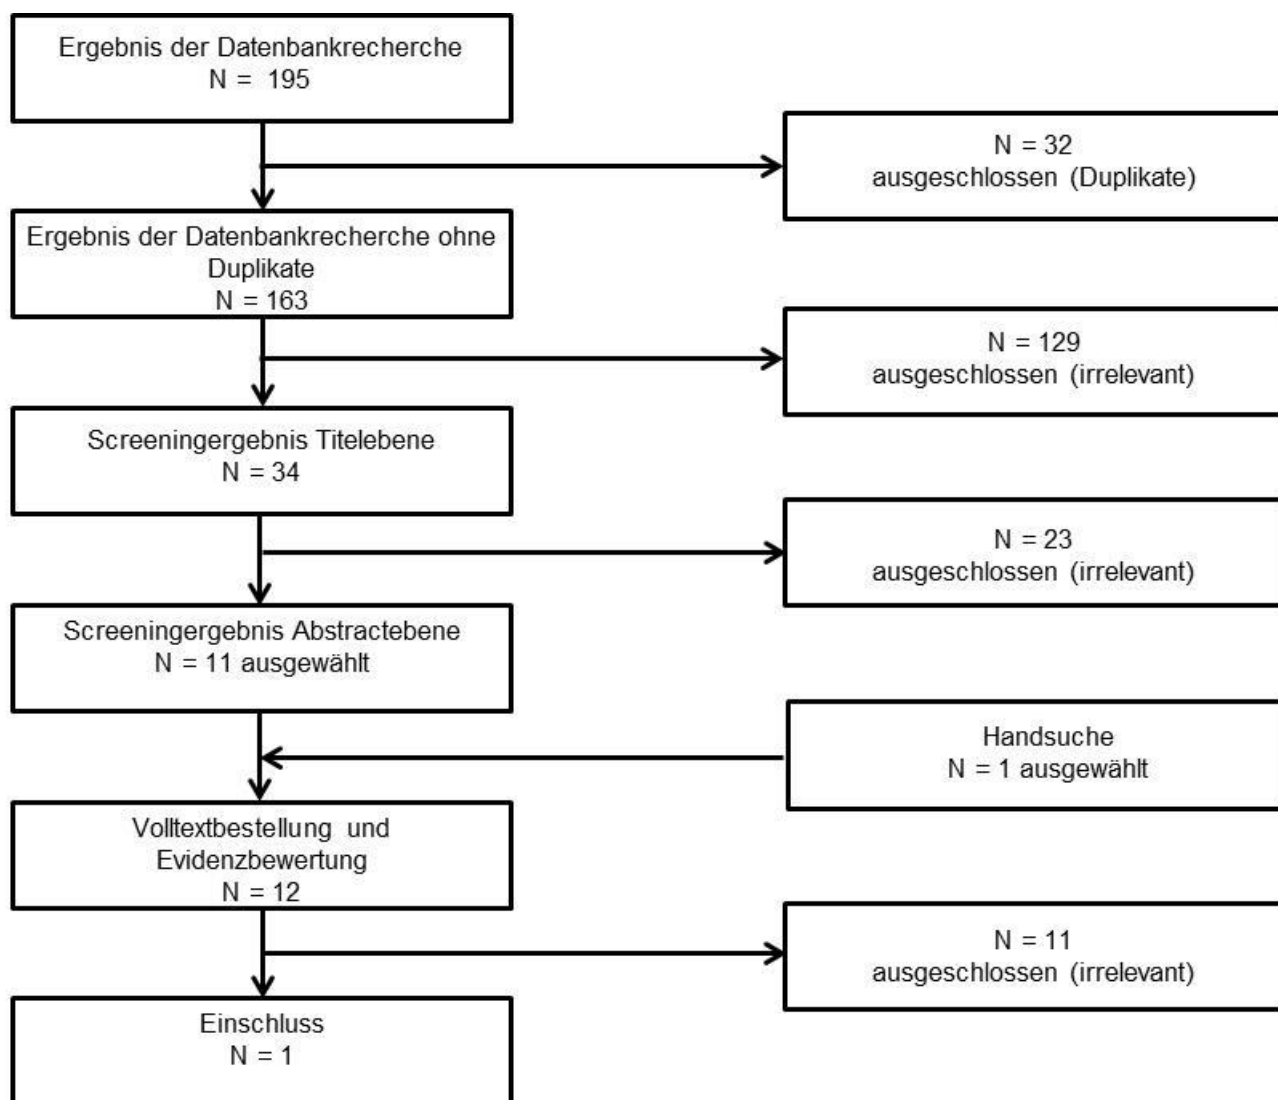 Ergebnis der Datenbankrecherche
N = 195
N = 32
ausgeschlossen (Duplikate)
Ergebnis der Datenbankrecherche ohne
Duplikate
N = 163
N = 129
ausgeschlossen (irrelevant)
Screeningergebnis Titelebene
N = 34
N = 23
ausgeschlossen (irrelevant)
Screeningergebnis Abstractebene
N = 11 ausgewählt
Handsuche
N = 1 ausgewählt
Volltextbestellung und
Evidenzbewertung
N = 12
N = 11
ausgeschlossen (irrelevant)
Einschluss
N = 1